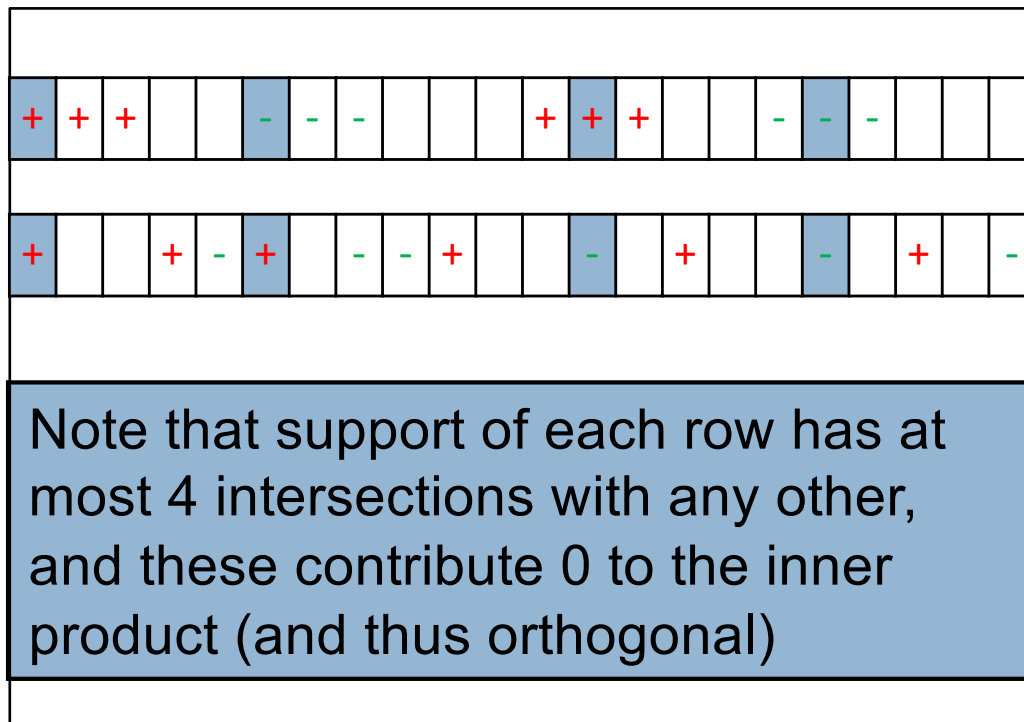 + + + - - - + + + - - -
+ + - + - - + - + - + -
Note that support of each row has at
most 4 intersections with any other,
and these contribute 0 to the inner
product (and thus orthogonal)